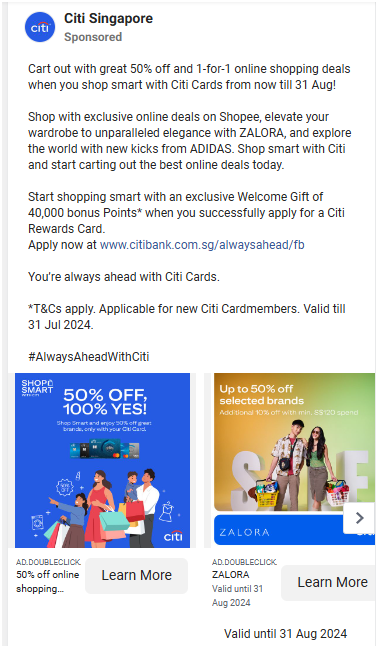 citi
Citi Singapore
Sponsored
Cart out with great 50% off and 1-for-1 online shopping deals
when you shop smart with Citi Cards from now till 31 Aug!
Shop with exclusive online deals on Shopee, elevate your
wardrobe to unparalleled elegance with ZALORA, and explore
the world with new kicks from ADIDAS. Shop smart with Citi
and start carting out the best online deals today.
Start shopping smart with an exclusive Welcome Gift of
40,000 bonus Points* when you successfully apply for a Citi
Rewards Card.
Apply now at www.citibank.com.sg/alwaysahead/fb
You're always ahead with Citi Cards.
*T&Cs apply. Applicable for new Citi Cardmembers. Valid till
31 Jul 2024.
#AlwaysAheadWithCiti
SHOP
SMART
WITH CITI
50% OFF,
100% YES!
Shop Smart and enjoy 50% off great
brands, only with your Citi Card.
50%
OFF
citi
Up to 50% off
selected brands
Additional 10% off with min. S$120 spend
SALE
ZALORA
AD.DOUBLECLICK.
50% off online
shopping...
Learn More
AD.DOUBLECLICK.
ZALORA
Valid until 31
Aug 2024
Learn More
Valid until 31 Aug 2024